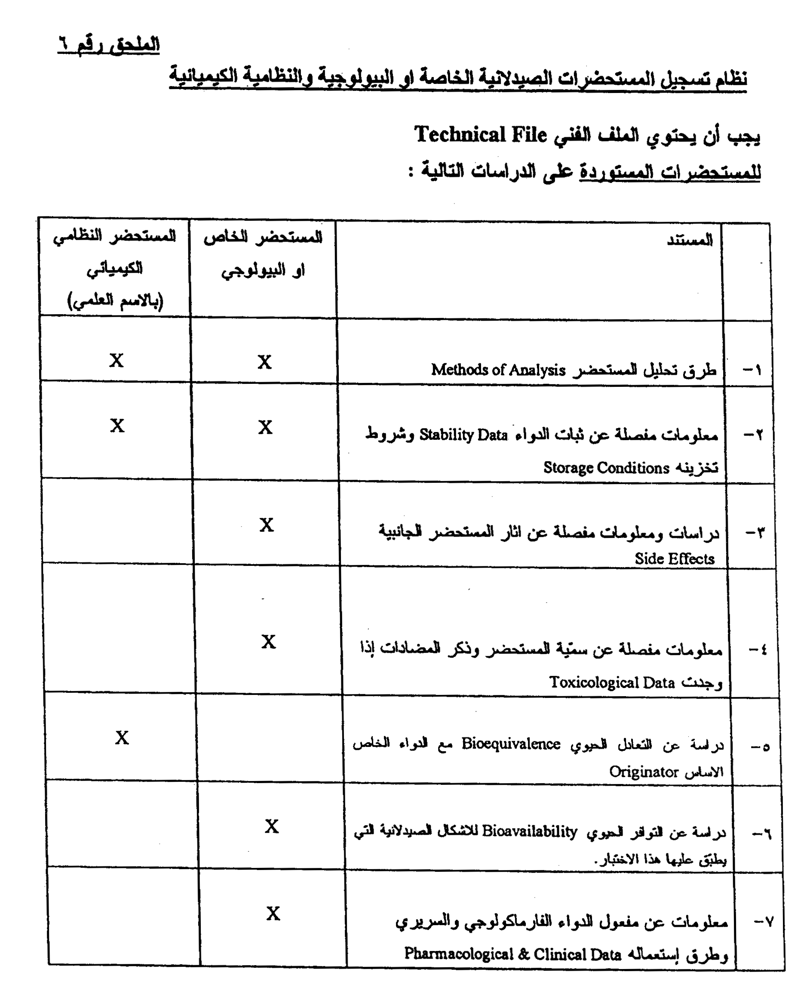 الملحق رقم ٦
نظام تسجيل المستحضرات الصيدلانية الخاصة او البيولوجية والنظامية الكيميائية
يجب أن يحتوي الملف الفني Technical File
للمستحضرات المستوردة على الدراسات التالية :
المستند
المستحضر الخاص
او البيولوجي
المستحضر النظامي
الكيميائي
(بالاسم العلمي)
١- طرق تحليل المستحضر Methods of Analysis X X
٢- معلومات مفصلة عن ثبات الدواء Stability Data وشروط X X
تخزينه Storage Conditions
٣- دراسات ومعلومات مفصلة عن اثار المستحضر الجانبية X
Side Effects
٤- معلومات مفصلة عن سميّة المستحضر وذكر المضادات إذا X
وجدت Toxicological Data
٥- دراسة عن التعادل الحيوي Bioequivalence مع الدواء الخاص X
الاساس Originator
٦- دراسة عن التوافر الحيوي Bioavailability للاشكال الصيدلانية التي X
يطبّق عليها هذا الاختبار.
٧- معلومات عن مفعول الدواء الفارماكولوجي والسريري X
وطرق إستعماله Pharmacological & Clinical Data